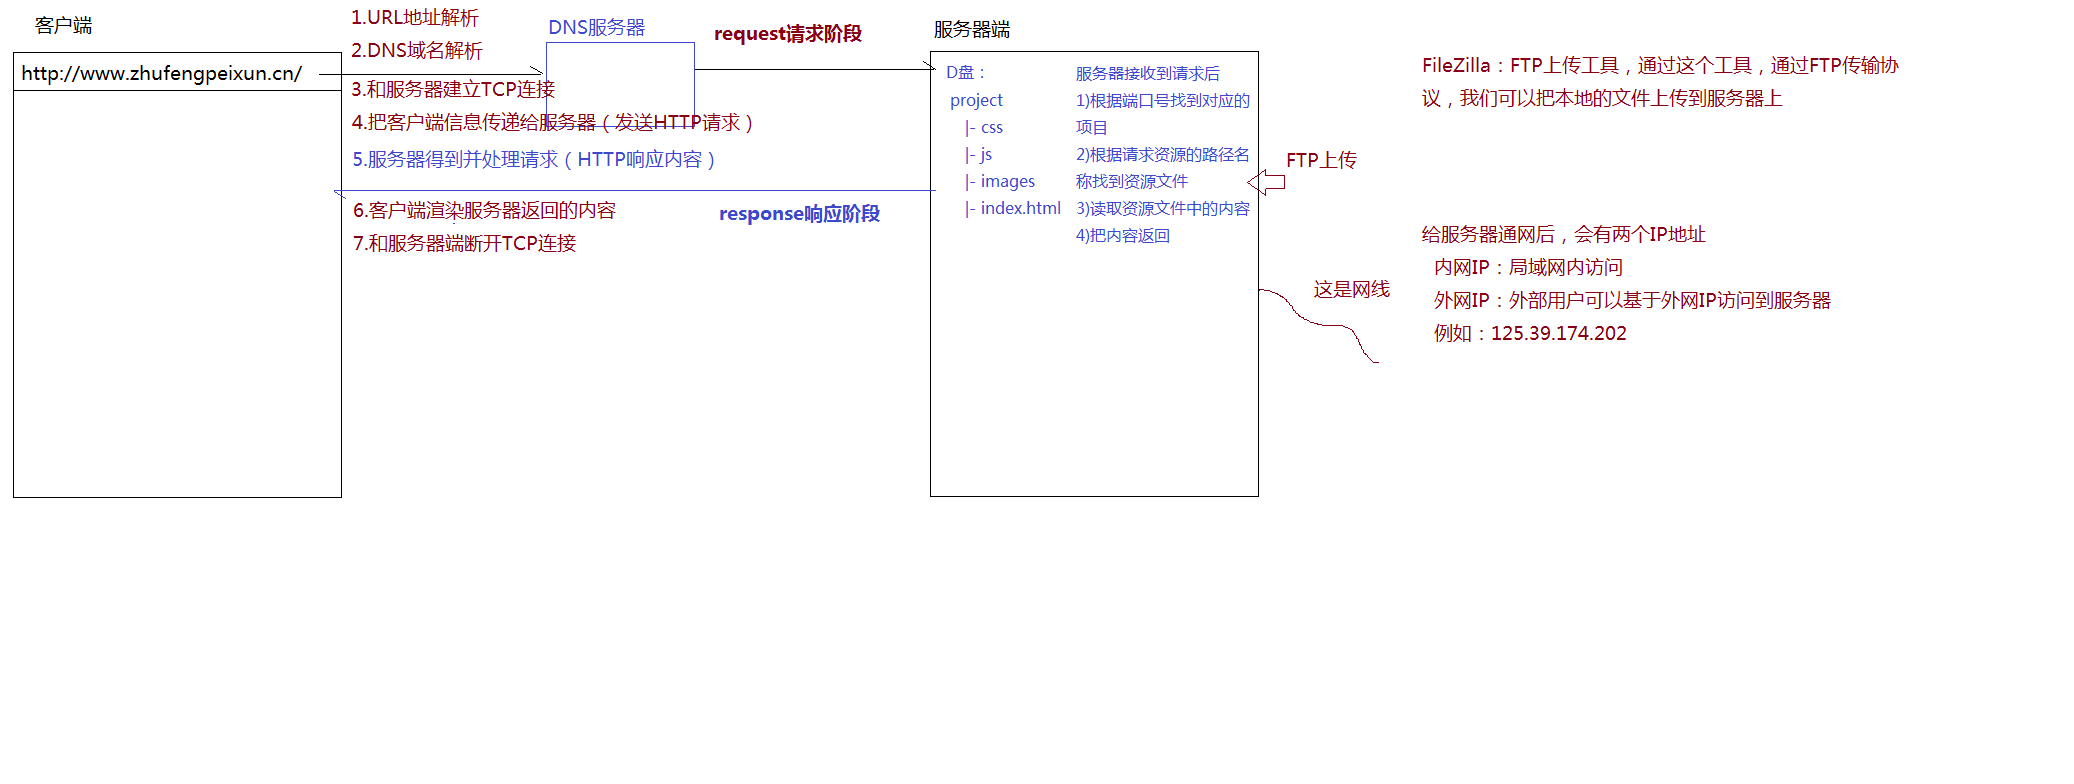 客户端
http://www.zhufengpeixun.cn/
1.URL地址解析
2.DNS域名解析
3.和服务器建立TCP连接
4.把客户端信息传递给服务器（发送HTTP请求）
5.服务器得到并处理请求（HTTP响应内容）
6.客户端渲染服务器返回的内容
7.和服务器端断开TCP连接
DNS服务器
request请求阶段
response响应阶段
服务器端
D盘：
project
|- css
|- js
|- images
|- index.html
服务器接收到请求后
1)根据端口号找到对应的
项目
2)根据请求资源的路径名
称找到资源文件
3)读取资源文件中的内容
4)把内容返回
FTP上传
这是网线
FileZilla：FTP上传工具，通过这个工具，通过FTP传输协
议，我们可以把本地的文件上传到服务器上
给服务器通网后，会有两个IP地址
内网IP：局域网内访问
外网IP：外部用户可以基于外网IP访问到服务器
例如：125.39.174.202